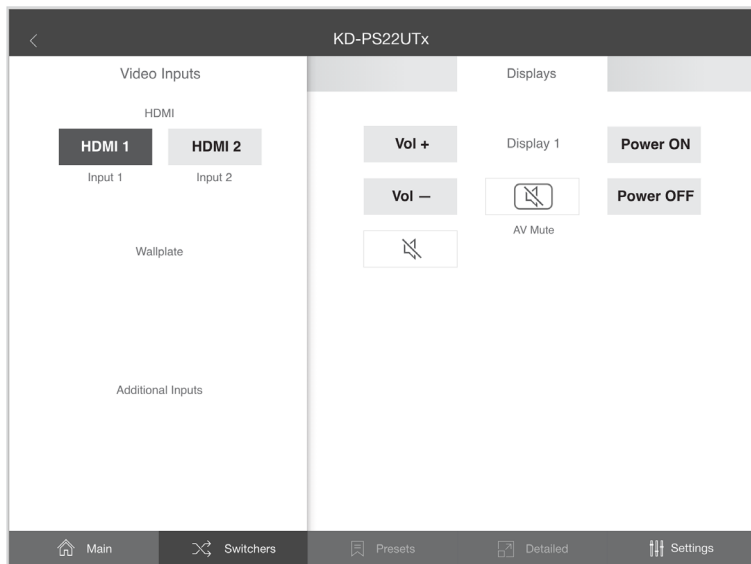 KD-PS22UTx
Video Inputs
HDMI
HDMI 1 HDMI 2
Input 1 Input 2
Wallplate
Additional Inputs
Displays
Vol + Display 1 Power ON
Vol — Power OFF
AV Mute
Main Switchers Presets Detailed Settings